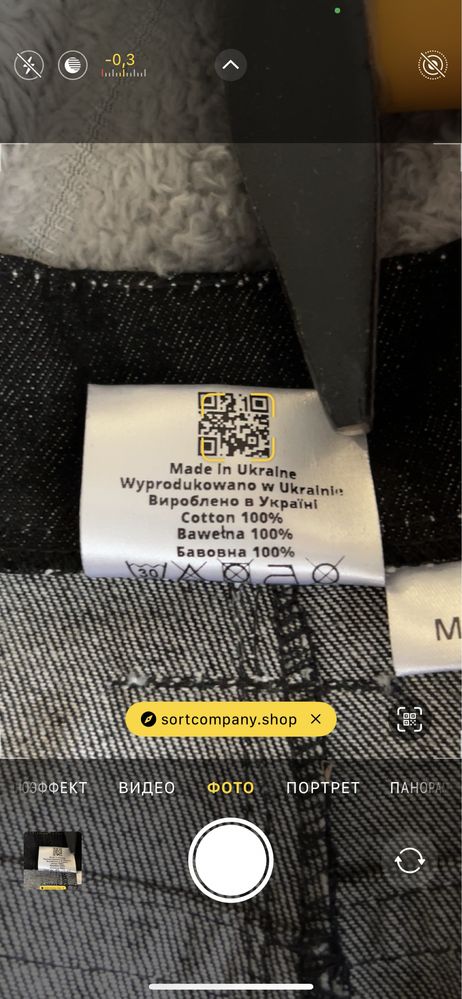 -0,3
Made in Ukraine
Wyprodukowano w Ukrainie
Вироблено в Україні
Cotton 100%
Bawełna 100%
Бавовна 100%
30
M
sortcompany.shop
ВИДЕО
ФОТО
ПОРТРЕТ